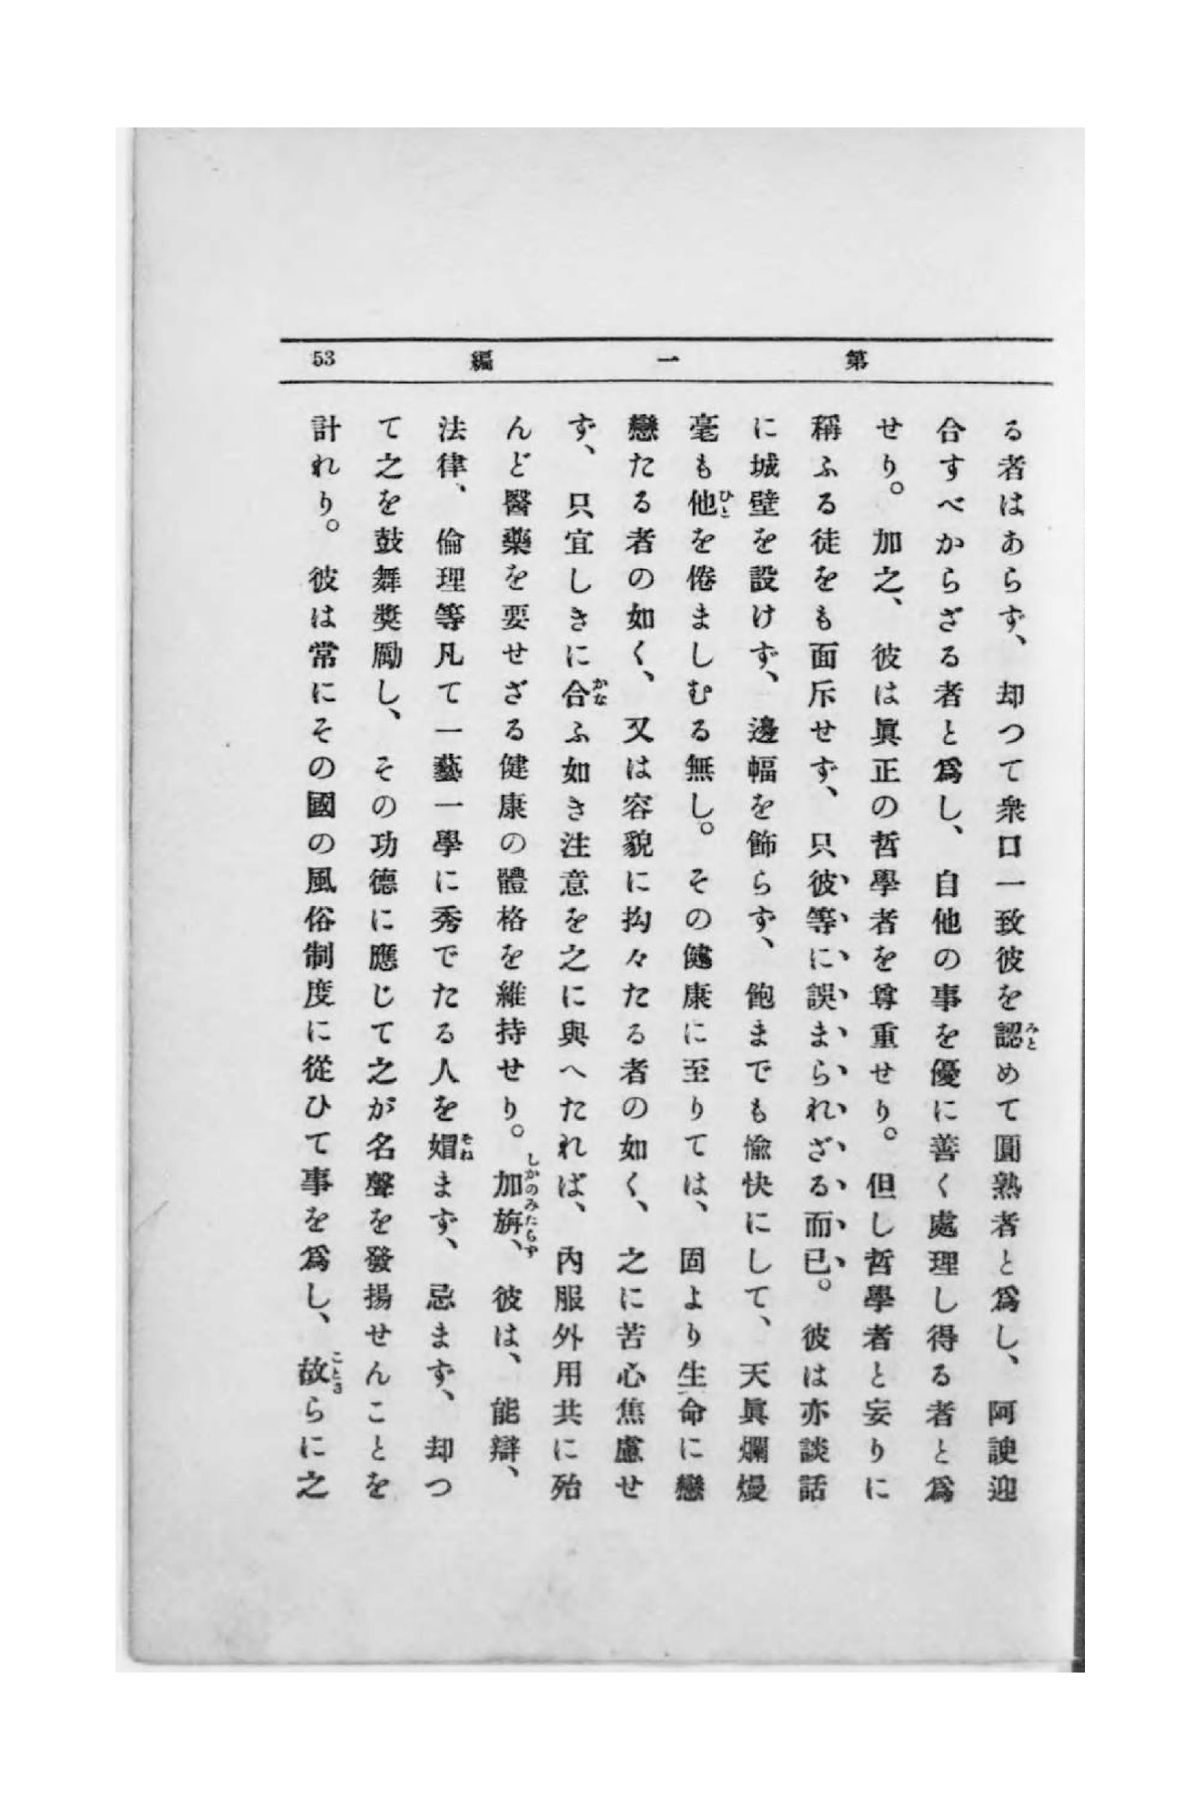 第一編 53
る者はあらず、却つて衆口一致彼を認めて圓熟者と爲し、阿諛迎
合すべからざる者と爲し、自他の事を優に善く處理し得る者と爲
せり。加之、彼は眞正の哲學者を尊重せり。但し哲學者と妄りに
稱ふる徒をも面斥せず、只彼等に誤まられざる而已。彼は亦談話
に城壁を設けず、邊幅を飾らず、飽までも愉快にして、天眞爛熳
毫も他を倦ましむる無し。その健康に至りては、固より生命に戀
戀たる者の如く、又は容貌に拘々たる者の如く、之に苦心焦慮せ
ず、只宜しきに合ふ如き注意を之に與へたれば、內服外用共に殆
んど醫藥を要せざる健康の體格を維持せり。加旃、彼は、能辯、
法律、倫理等凡て一藝一學に秀でたる人を媢まず、忌まず、却つ
て之を鼓舞奬勵し、その功德に應じて之が名聲を發揚せんことを
計れり。彼は常にその國の風俗制度に從ひて事を爲し、故らに之